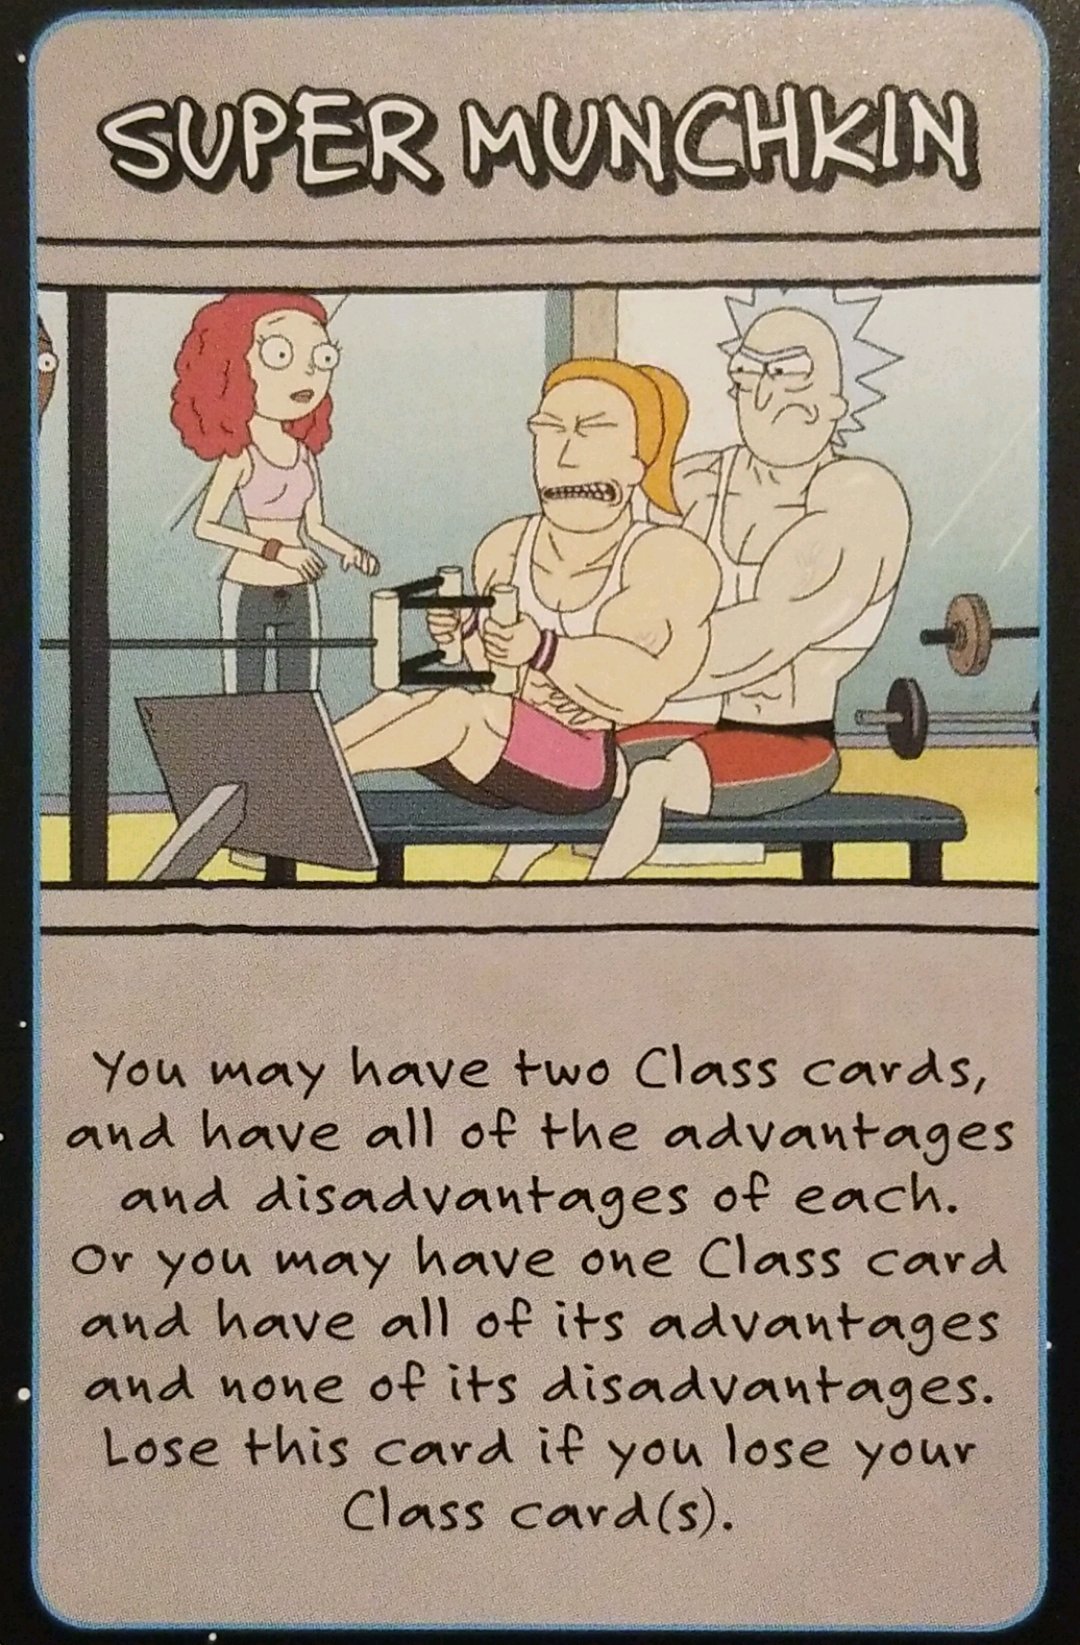 SUPER MUNCHKIN
You may have two Class cards,
and have all of the advantages
and disadvantages of each.
Or you may have one Class card
and have all of its advantages
and none of its disadvantages.
Lose this card if you lose your
Class card(s).